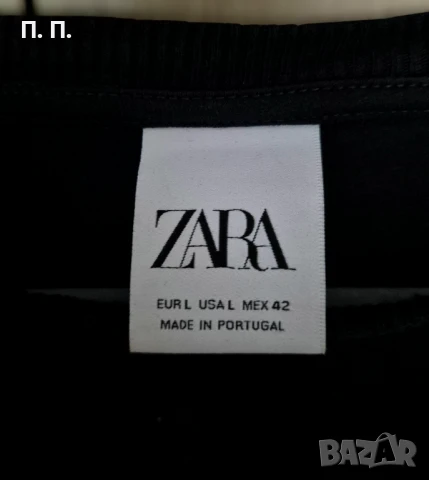 П. П.
ZARA
EUR L USA L MEX 42
MADE IN PORTUGAL
BAZAR